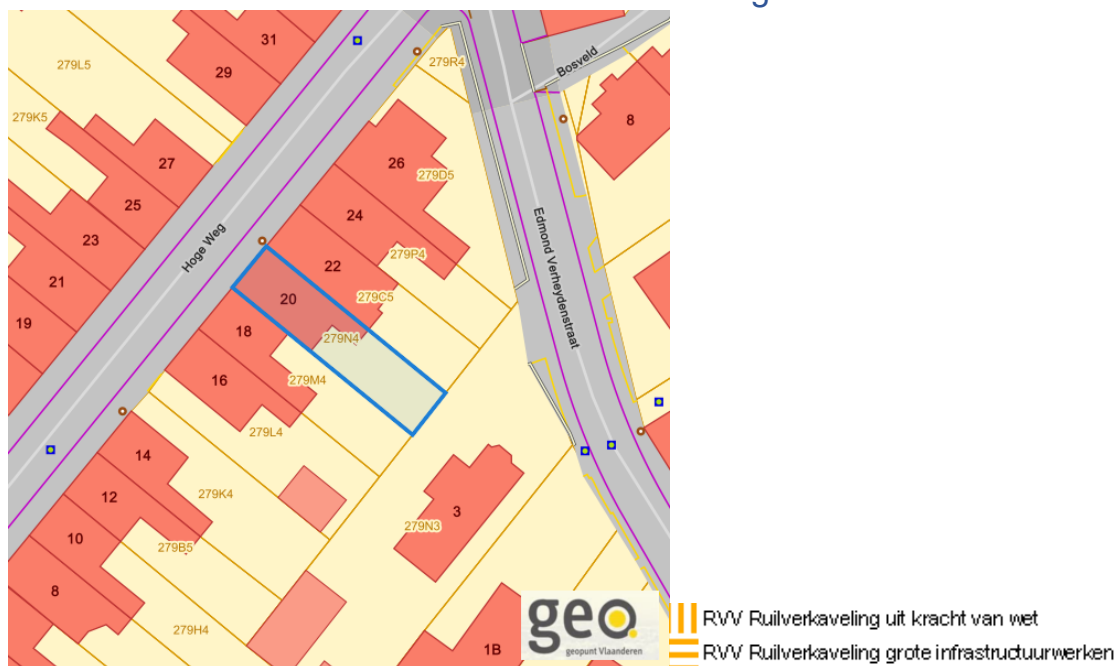 g
31
279L5
29
279R4
Bosveld
279K5
8
27
26
279D5
25
24
23
Hoge Weg
Edmond Verheydenstraat
22
279P4
21
279C5
20
19
18
279N4
16
279M4
279L4
14
279K4
12
3
279N3
10
279B5
8
279H4
1B
geo.
geopunt Vlaanderen
RVV Ruilverkaveling uit kracht van wet
RVV Ruilverkaveling grote infrastructuurwerken